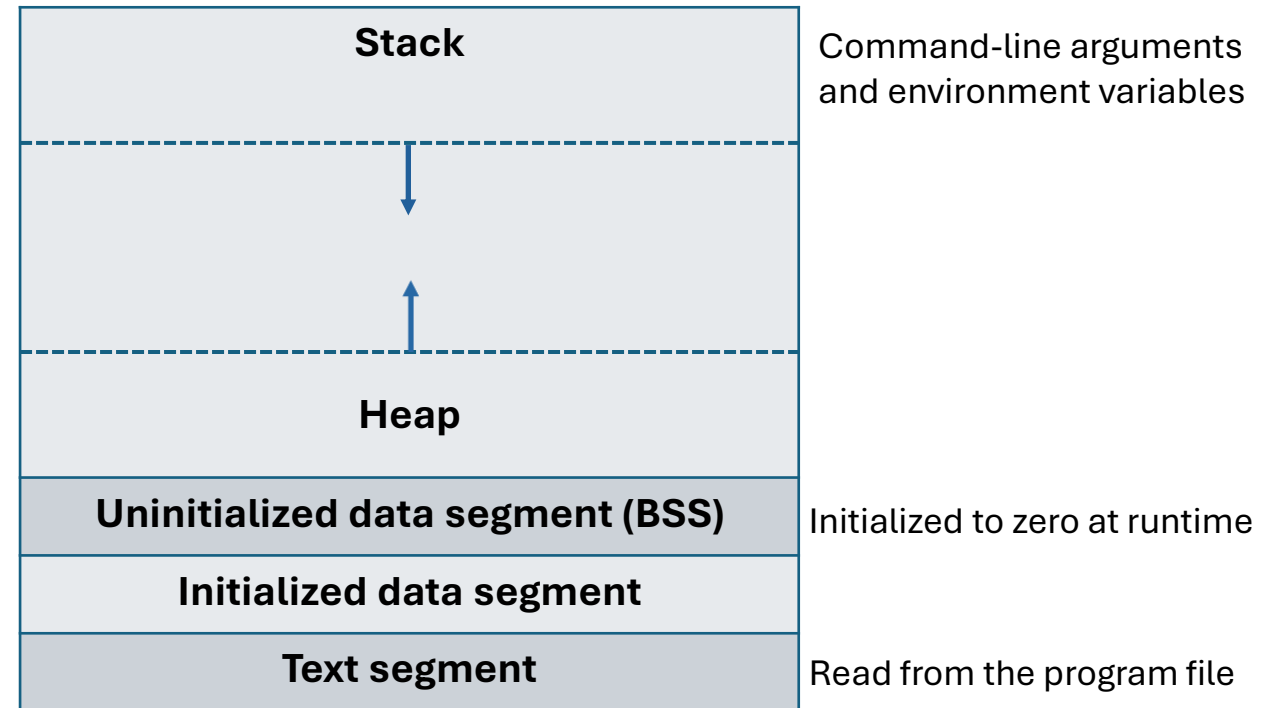 Stack
Command-line arguments
and environment variables
Heap
Uninitialized data segment (BSS)
Initialized to zero at runtime
Initialized data segment
Text segment
Read from the program file